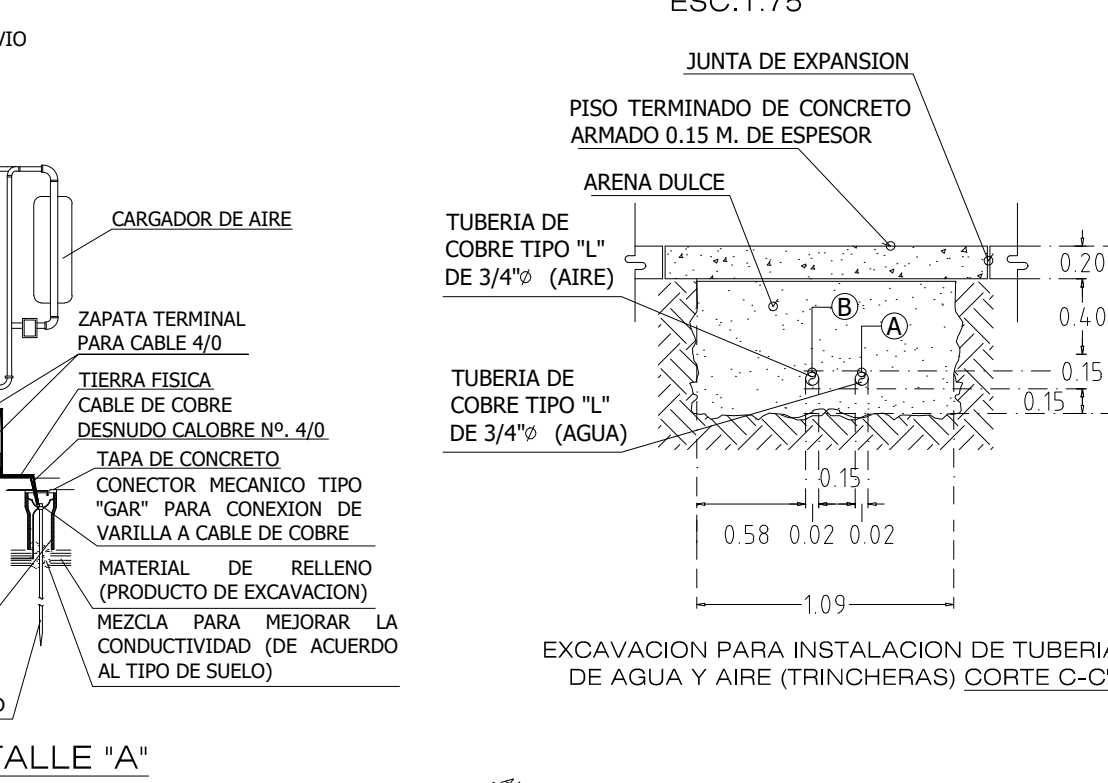 ESC.1:75
JUNTA DE EXPANSION
PISO TERMINADO DE CONCRETO
ARMADO 0.15 M. DE ESPESOR
ARENA DULCE
TUBERIA DE
COBRE TIPO "L"
DE 3/4"Ø (AIRE)
TUBERIA DE
COBRE TIPO "L"
DE 3/4"Ø (AGUA)
B
A
0.20
0.40
0.15
0.15
0.15
0.58 0.02 0.02
1.09
EXCAVACION PARA INSTALACION DE TUBERIA
DE AGUA Y AIRE (TRINCHERAS) CORTE C-C'
CARGADOR DE AIRE
ZAPATA TERMINAL
PARA CABLE 4/0
TIERRA FISICA
CABLE DE COBRE
DESNUDO CALOBRE Nº. 4/0
TAPA DE CONCRETO
CONECTOR MECANICO TIPO
"GAR" PARA CONEXION DE
VARILLA A CABLE DE COBRE
MATERIAL DE RELLENO
(PRODUCTO DE EXCAVACION)
MEZCLA PARA MEJORAR LA
CONDUCTIVIDAD (DE ACUERDO
AL TIPO DE SUELO)
TALLE "A"